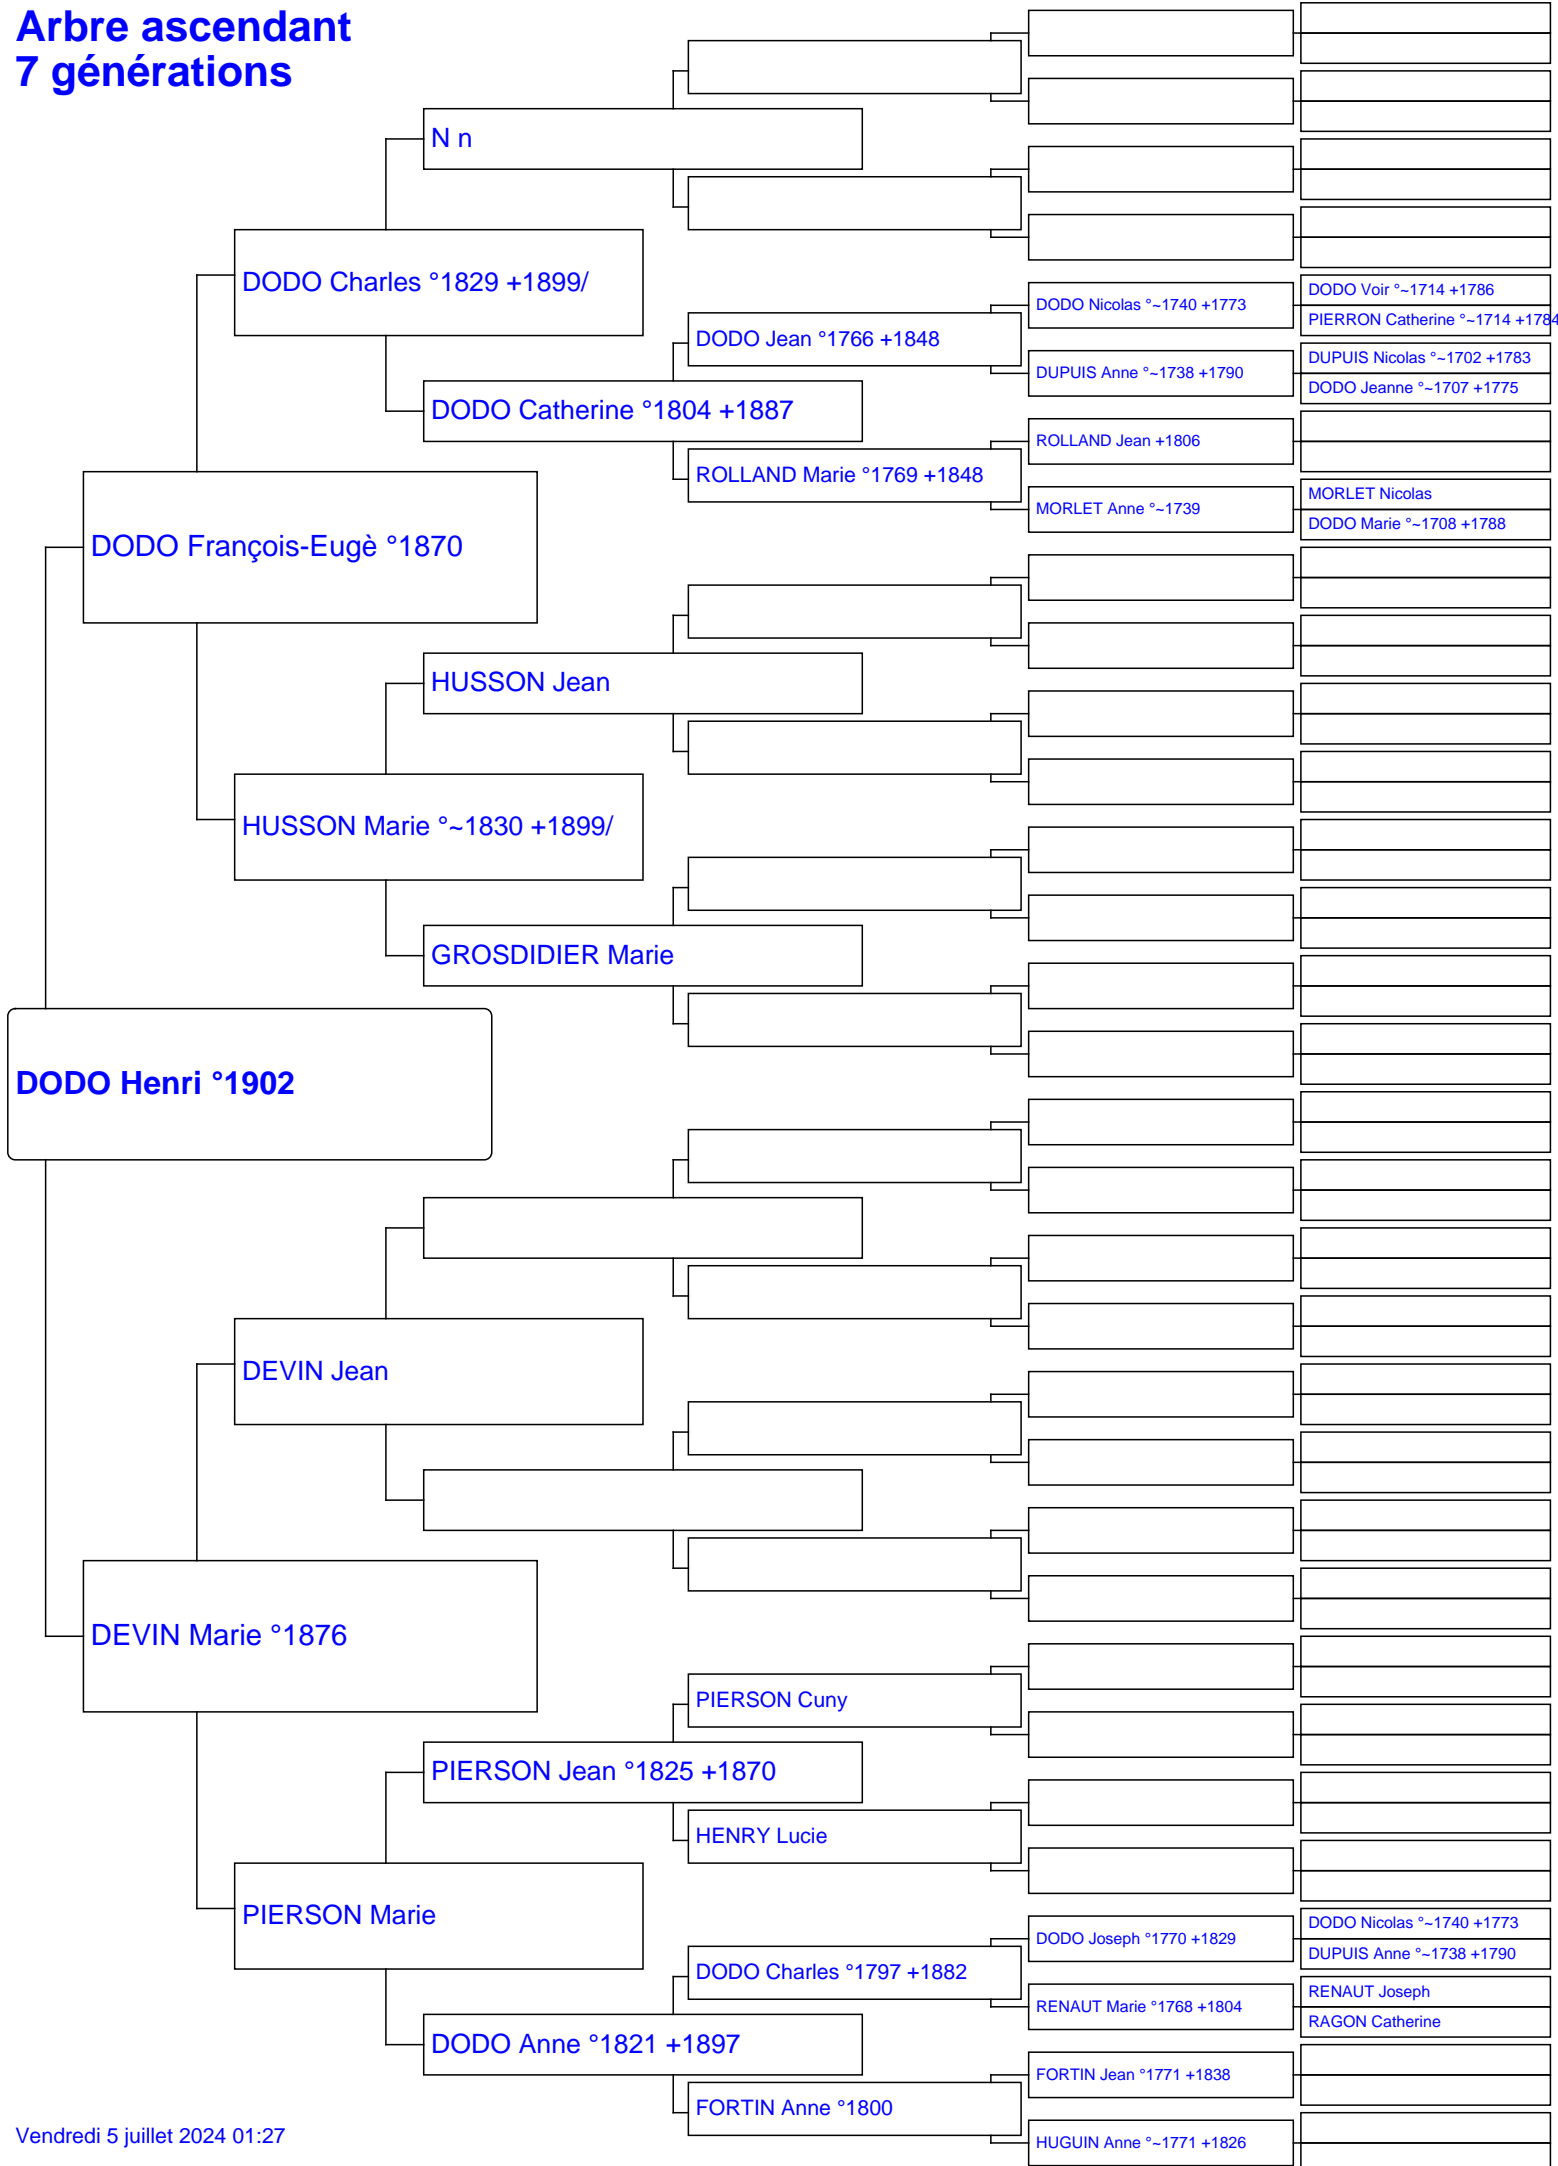 Arbre ascendant
7 générations
N n
DODO Charles °1829 +1899/
DODO Nicolas °~1740 +1773
DODO Voir °~1714 +1786
PIERRON Catherine °~1714 +1784
DODO Jean °1766 +1848
DUPUIS Anne °~1738 +1790
DUPUIS Nicolas °~1702 +1783
DODO Jeanne °~1707 +1775
DODO Catherine °1804 +1887
ROLLAND Jean +1806
ROLLAND Marie °1769 +1848
MORLET Anne °~1739
MORLET Nicolas
DODO Marie °~1708 +1788
DODO François-Eugè °1870
HUSSON Jean
HUSSON Marie °~1830 +1899/
GROSDIDIER Marie
DODO Henri °1902
DEVIN Jean
DEVIN Marie °1876
PIERSON Cuny
PIERSON Jean °1825 +1870
HENRY Lucie
PIERSON Marie
DODO Joseph °1770 +1829
DODO Nicolas °~1740 +1773
DUPUIS Anne °~1738 +1790
DODO Charles °1797 +1882
RENAUT Marie °1768 +1804
RENAUT Joseph
RAGON Catherine
DODO Anne °1821 +1897
FORTIN Jean °1771 +1838
FORTIN Anne °1800
HUGUIN Anne °~1771 +1826
Vendredi 5 juillet 2024 01:27